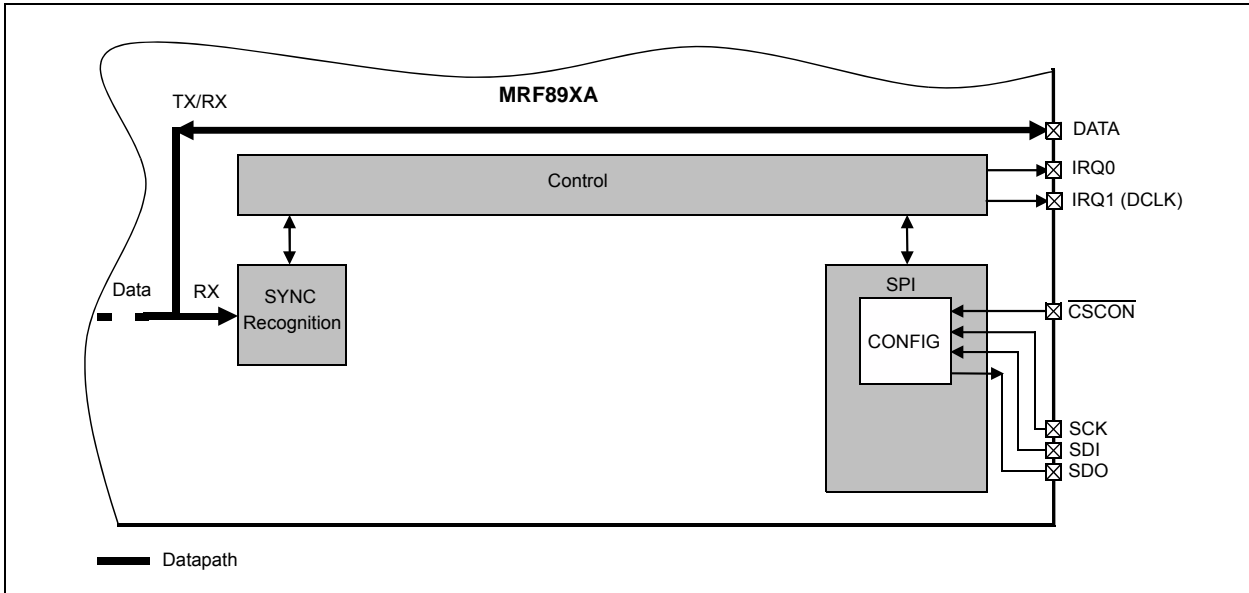 MRF89XA
TX/RX
DATA
Control
IRQ0
IRQ1 (DCLK)
Data
RX
SYNC
Recognition
SPI
CONFIG
CSCON
SCK
SDI
SDO
Datapath